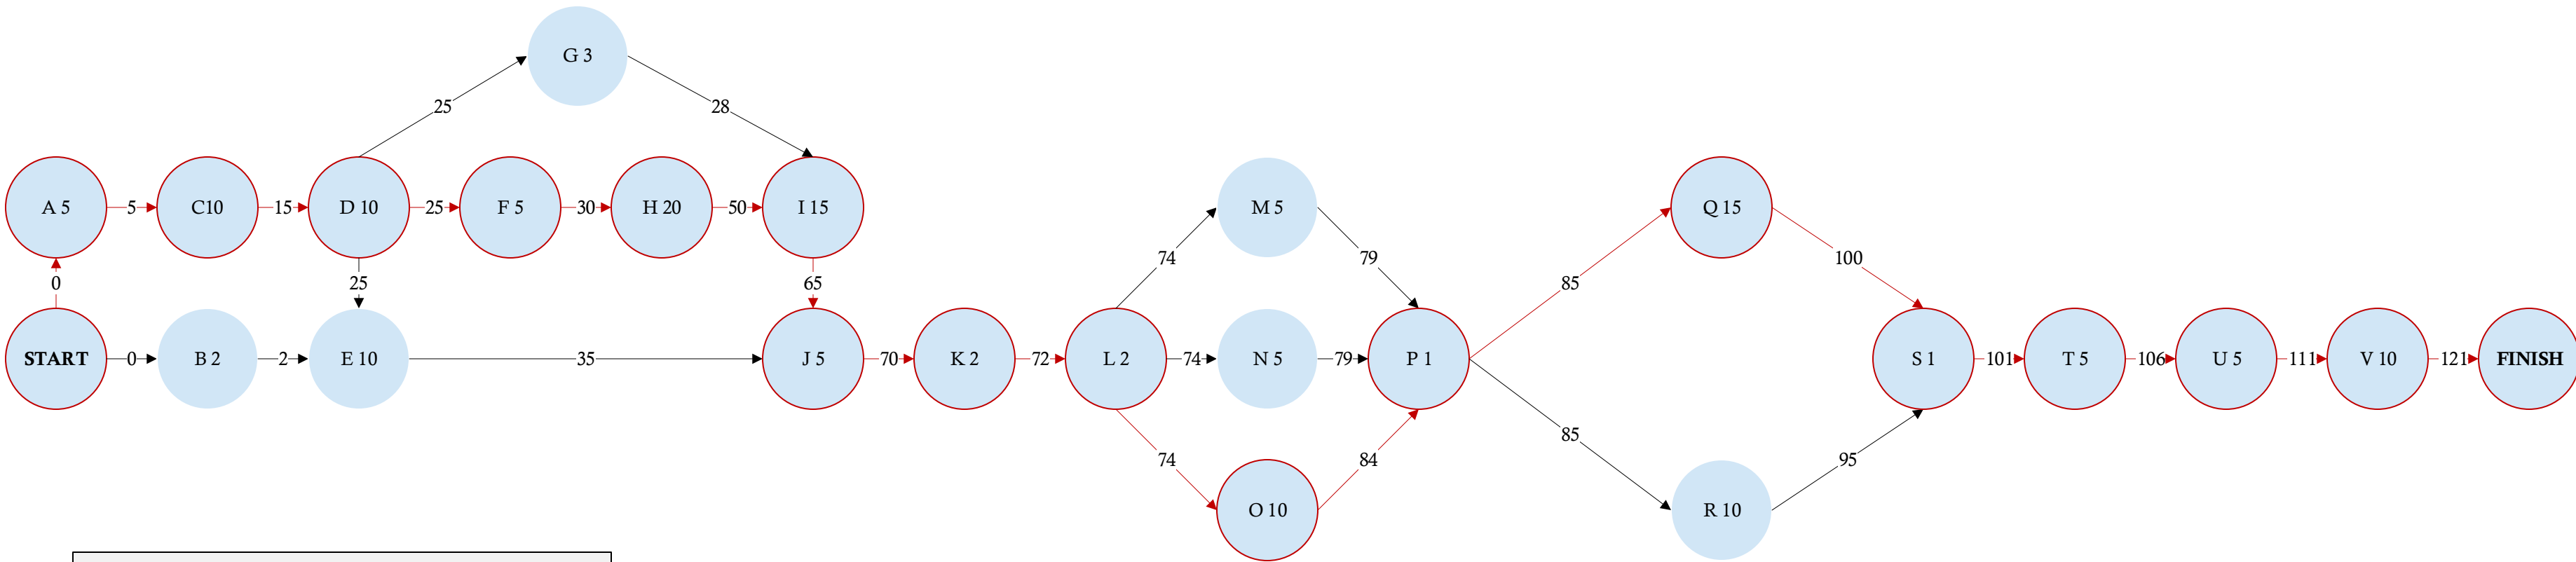 G 3
25
28
A 5
5
C10
15
D 10
25
F 5
30
H 20
50
I 15
M 5
Q 15
0
25
65
74
79
85
100
START
0
B 2
2
E 10
35
J 5
70
K 2
72
L 2
74
N 5
79
P 1
S 1
101
T 5
106
U 5
111
V 10
121
FINISH
74
84
85
95
O 10
R 10